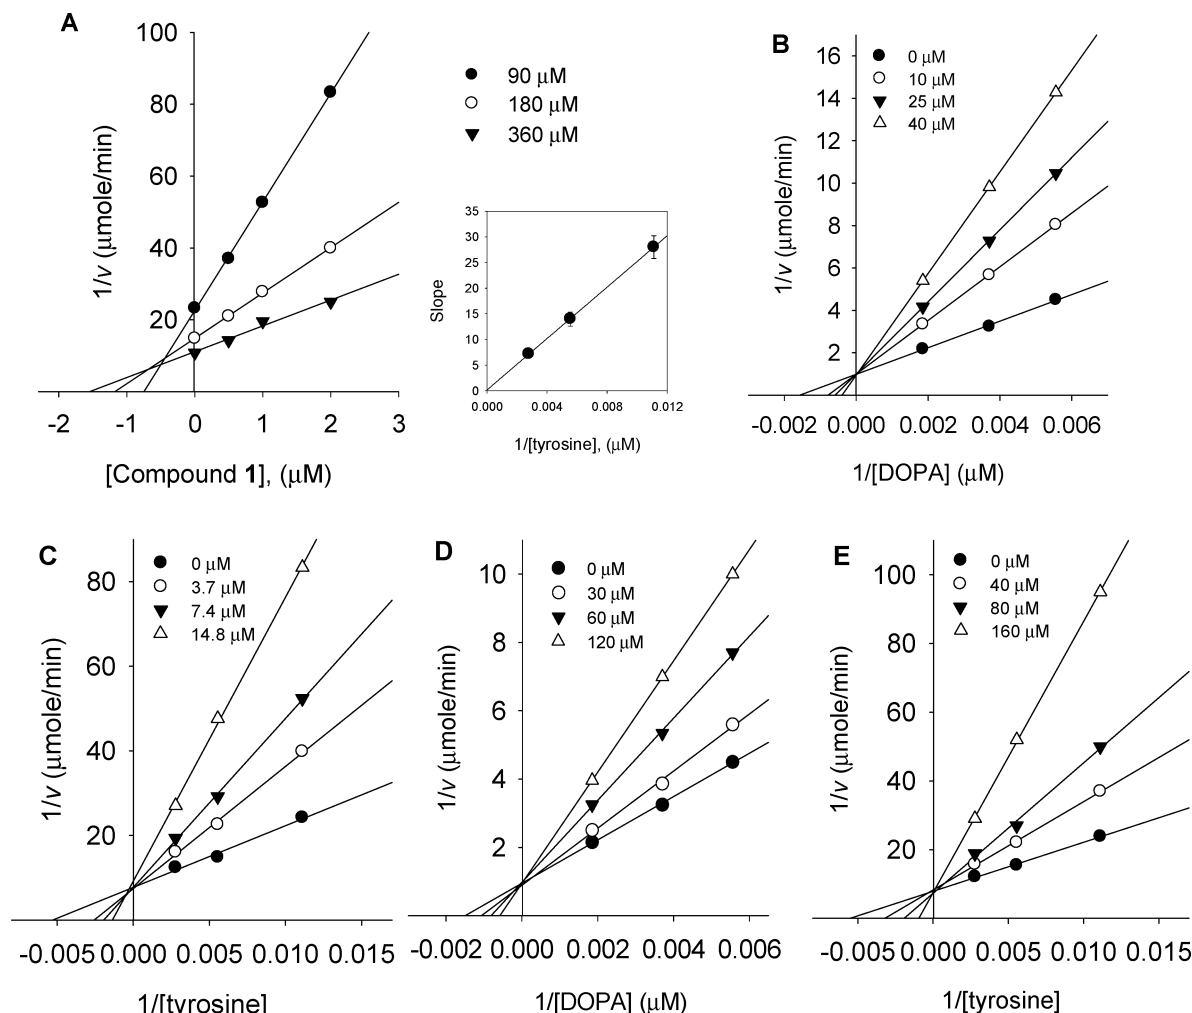 A
100
80
60
40
20
1/v (μmole/min)
-2 -1 0 1 2 3
[Compound 1], (μM)
90 μM
180 μM
360 μM
35
30
25
20
15
10
5
0
Slope
0.000 0.004 0.008 0.012
1/[tyrosine], (μM)
B
16
14
12
10
8
6
4
2
1/v (μmole/min)
0 μM
10 μM
25 μM
40 μM
-0.002 0.000 0.002 0.004 0.006
1/[DOPA] (μM)
C
80
60
40
20
1/v (μmole/min)
0 μM
3.7 μM
7.4 μM
14.8 μM
-0.005 0.000 0.005 0.010 0.015
1/[tyrosine]
D
10
8
6
4
2
1/v (μmole/min)
0 μM
30 μM
60 μM
120 μM
-0.002 0.000 0.002 0.004 0.006
1/[DOPA] (μM)
E
100
80
60
40
20
1/v (μmole/min)
0 μM
40 μM
80 μM
160 μM
-0.005 0.000 0.005 0.010 0.015
1/[tyrosine]